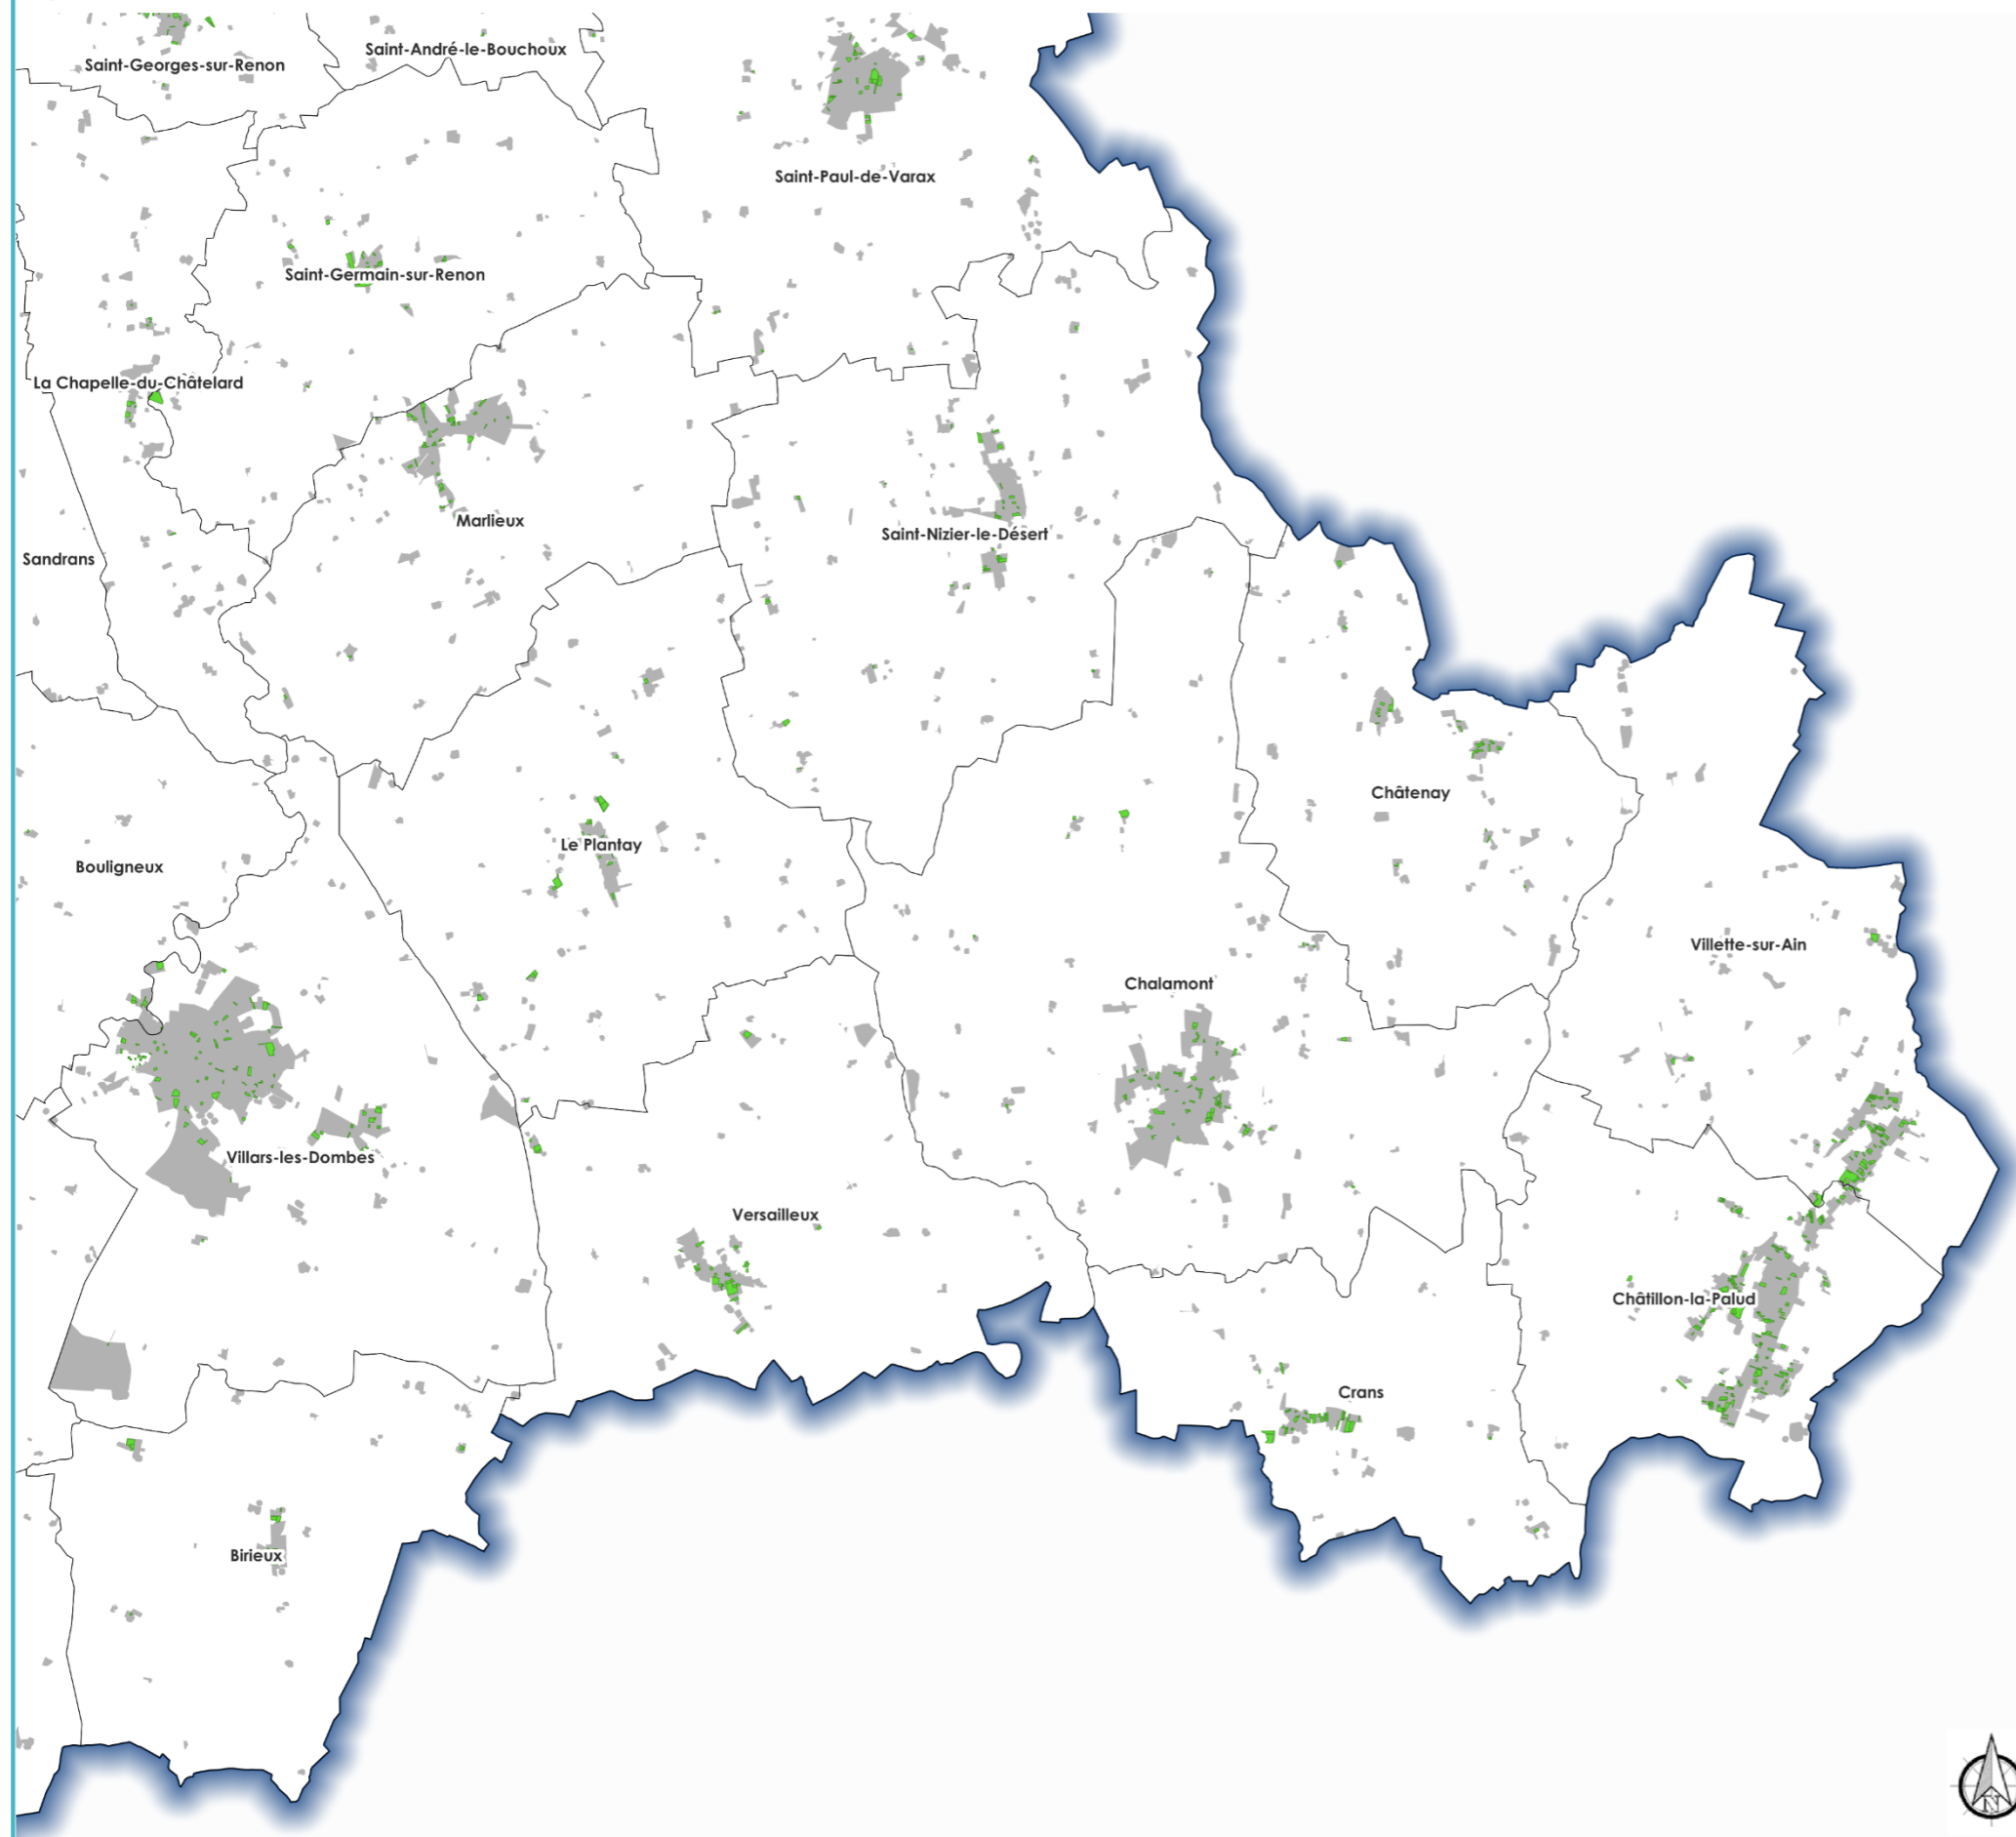 Saint-André-le-Bouchoux
Saint-Georges-sur-Renon
Saint-Paul-de-Varax
Saint-Germain-sur-Renon
La Chapelle-du-Châtelard
Marlieux
Saint-Nizier-le-Désert
Sandrans
Châtenay
Le Plantay
Bouligneux
Villette-sur-Ain
Chalamont
Villars-les-Dombes
Versailleux
Châtillon-la-Palud
Crans
Birieux
N